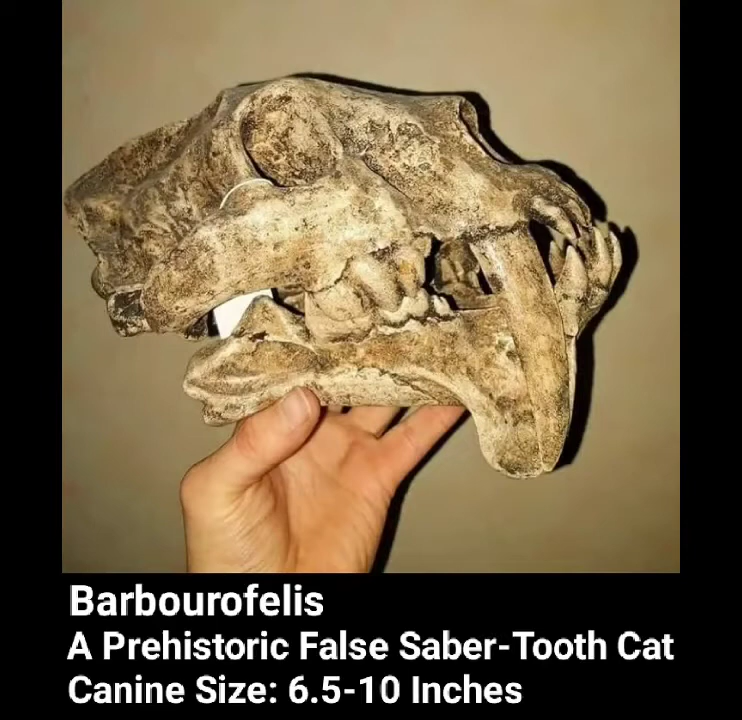 Barbourofelis
A Prehistoric False Saber-Tooth Cat
Canine Size: 6.5-10 Inches